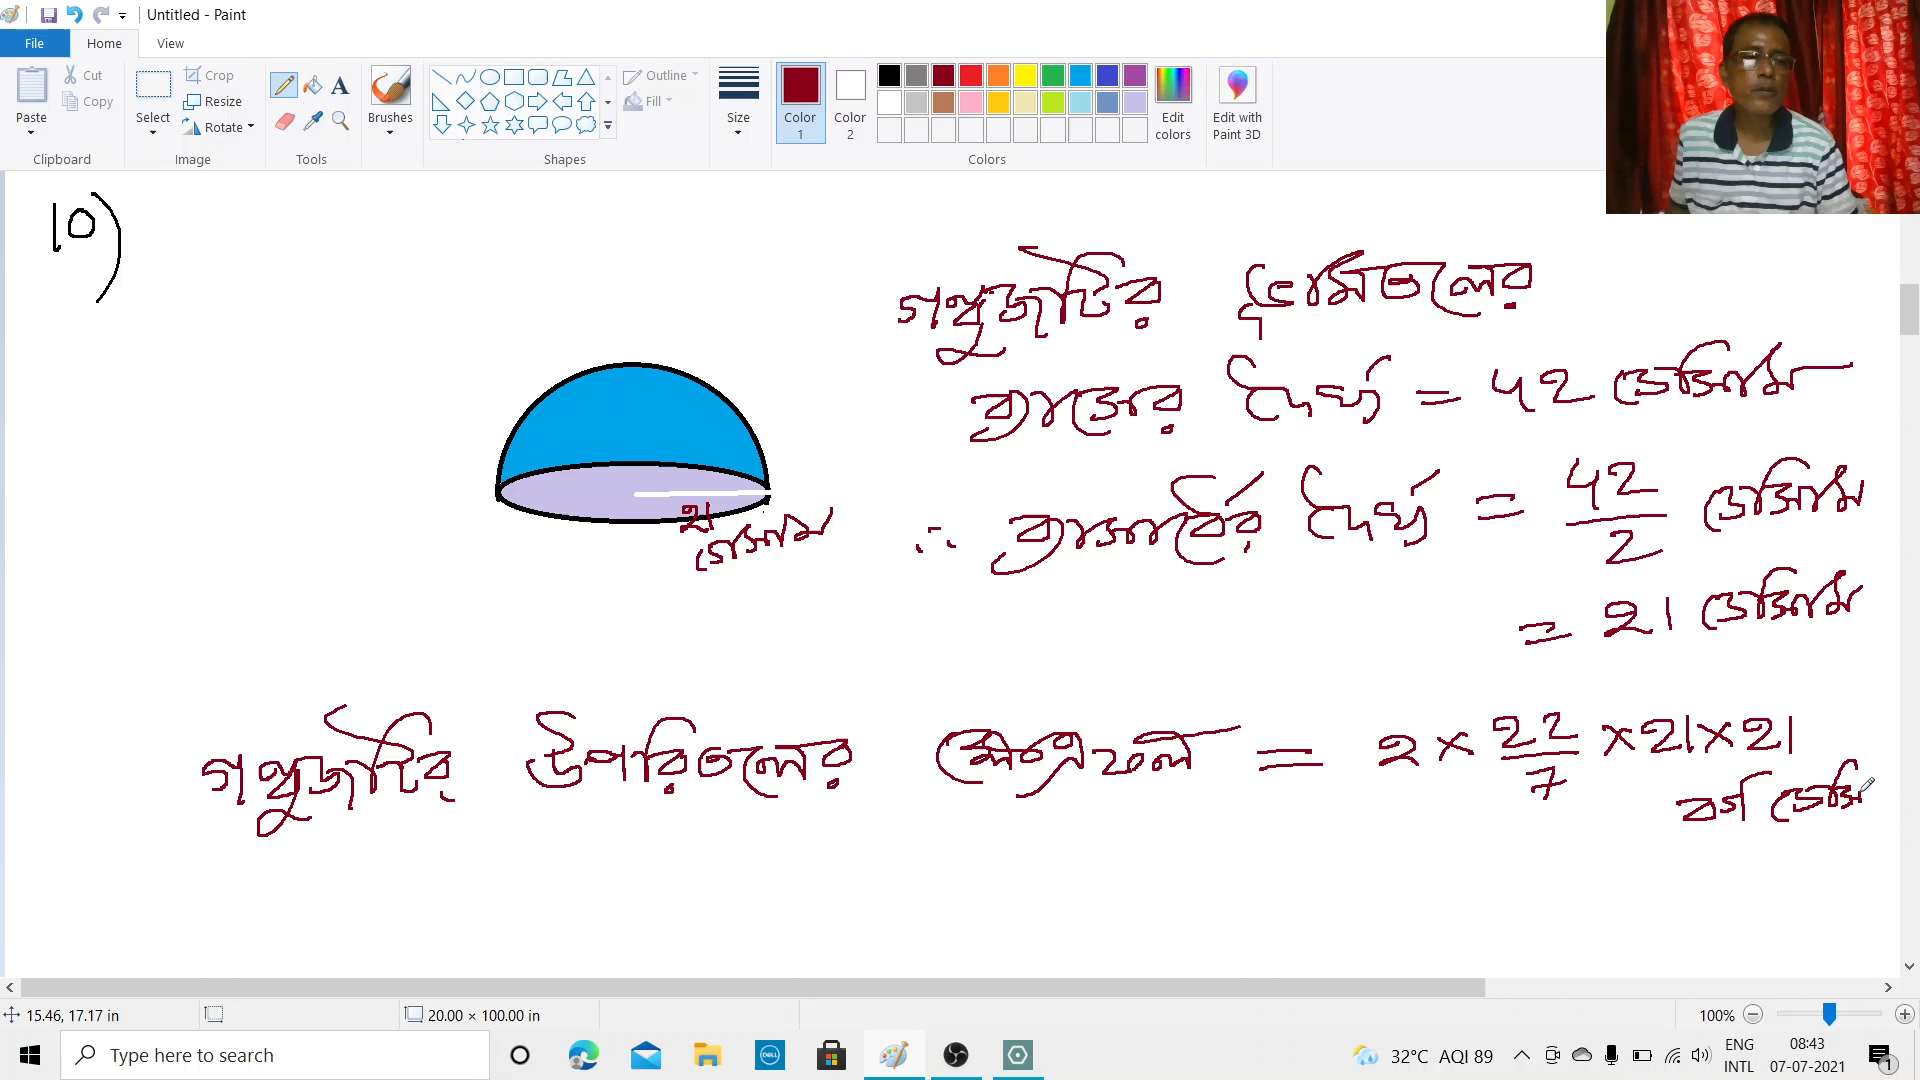 Untitled - Paint
File Home View
Cut
Copy
Paste
Clipboard
Crop
Resize
Rotate
Select
Image
Tools
Brushes
Outline
Fill
Shapes
Size
Color 1
Color 2
Colors
Edit colors
Edit with Paint 3D
10)
গম্বুজটির ভূমিতলের
ব্যাসের দৈর্ঘ্য = 42 ডেসিমি
∴ ব্যাসার্ধের দৈর্ঘ্য = 42/2 ডেসিমি
= 21 ডেসিমি
21
ডেসিমি
গম্বুজটির উপরিতলের ক্ষেত্রফল = 2 × 22/7 × 21 × 21
বর্গ ডেসি
15.46, 17.17 in
20.00 × 100.00 in
100%
Type here to search
DELL
32°C AQI 89
ENG
INTL
08:43
07-07-2021
1